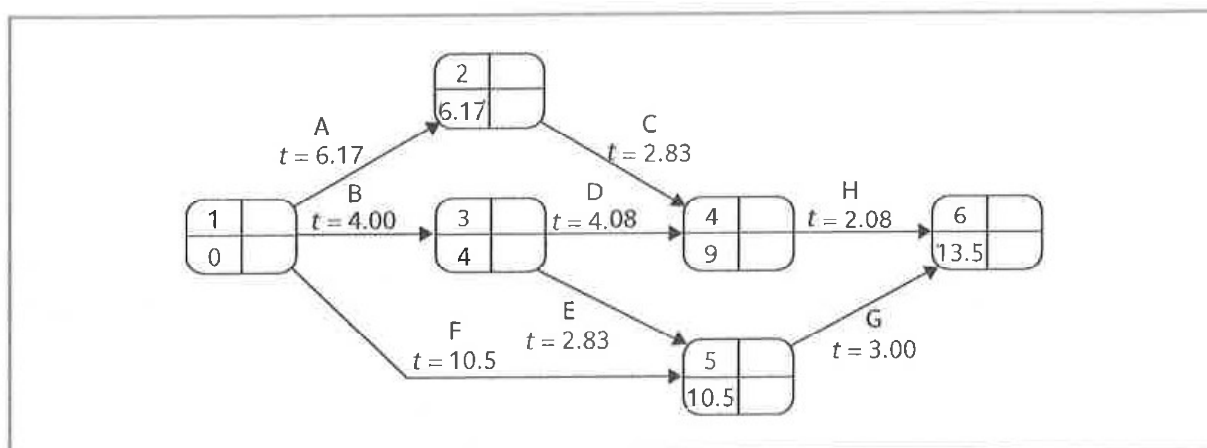 2
6.17
A
t = 6.17
C
t = 2.83
1
0
B
t = 4.00
3
4
D
t = 4.08
4
9
H
t = 2.08
6
13.5
F
t = 10.5
E
t = 2.83
5
10.5
G
t = 3.00